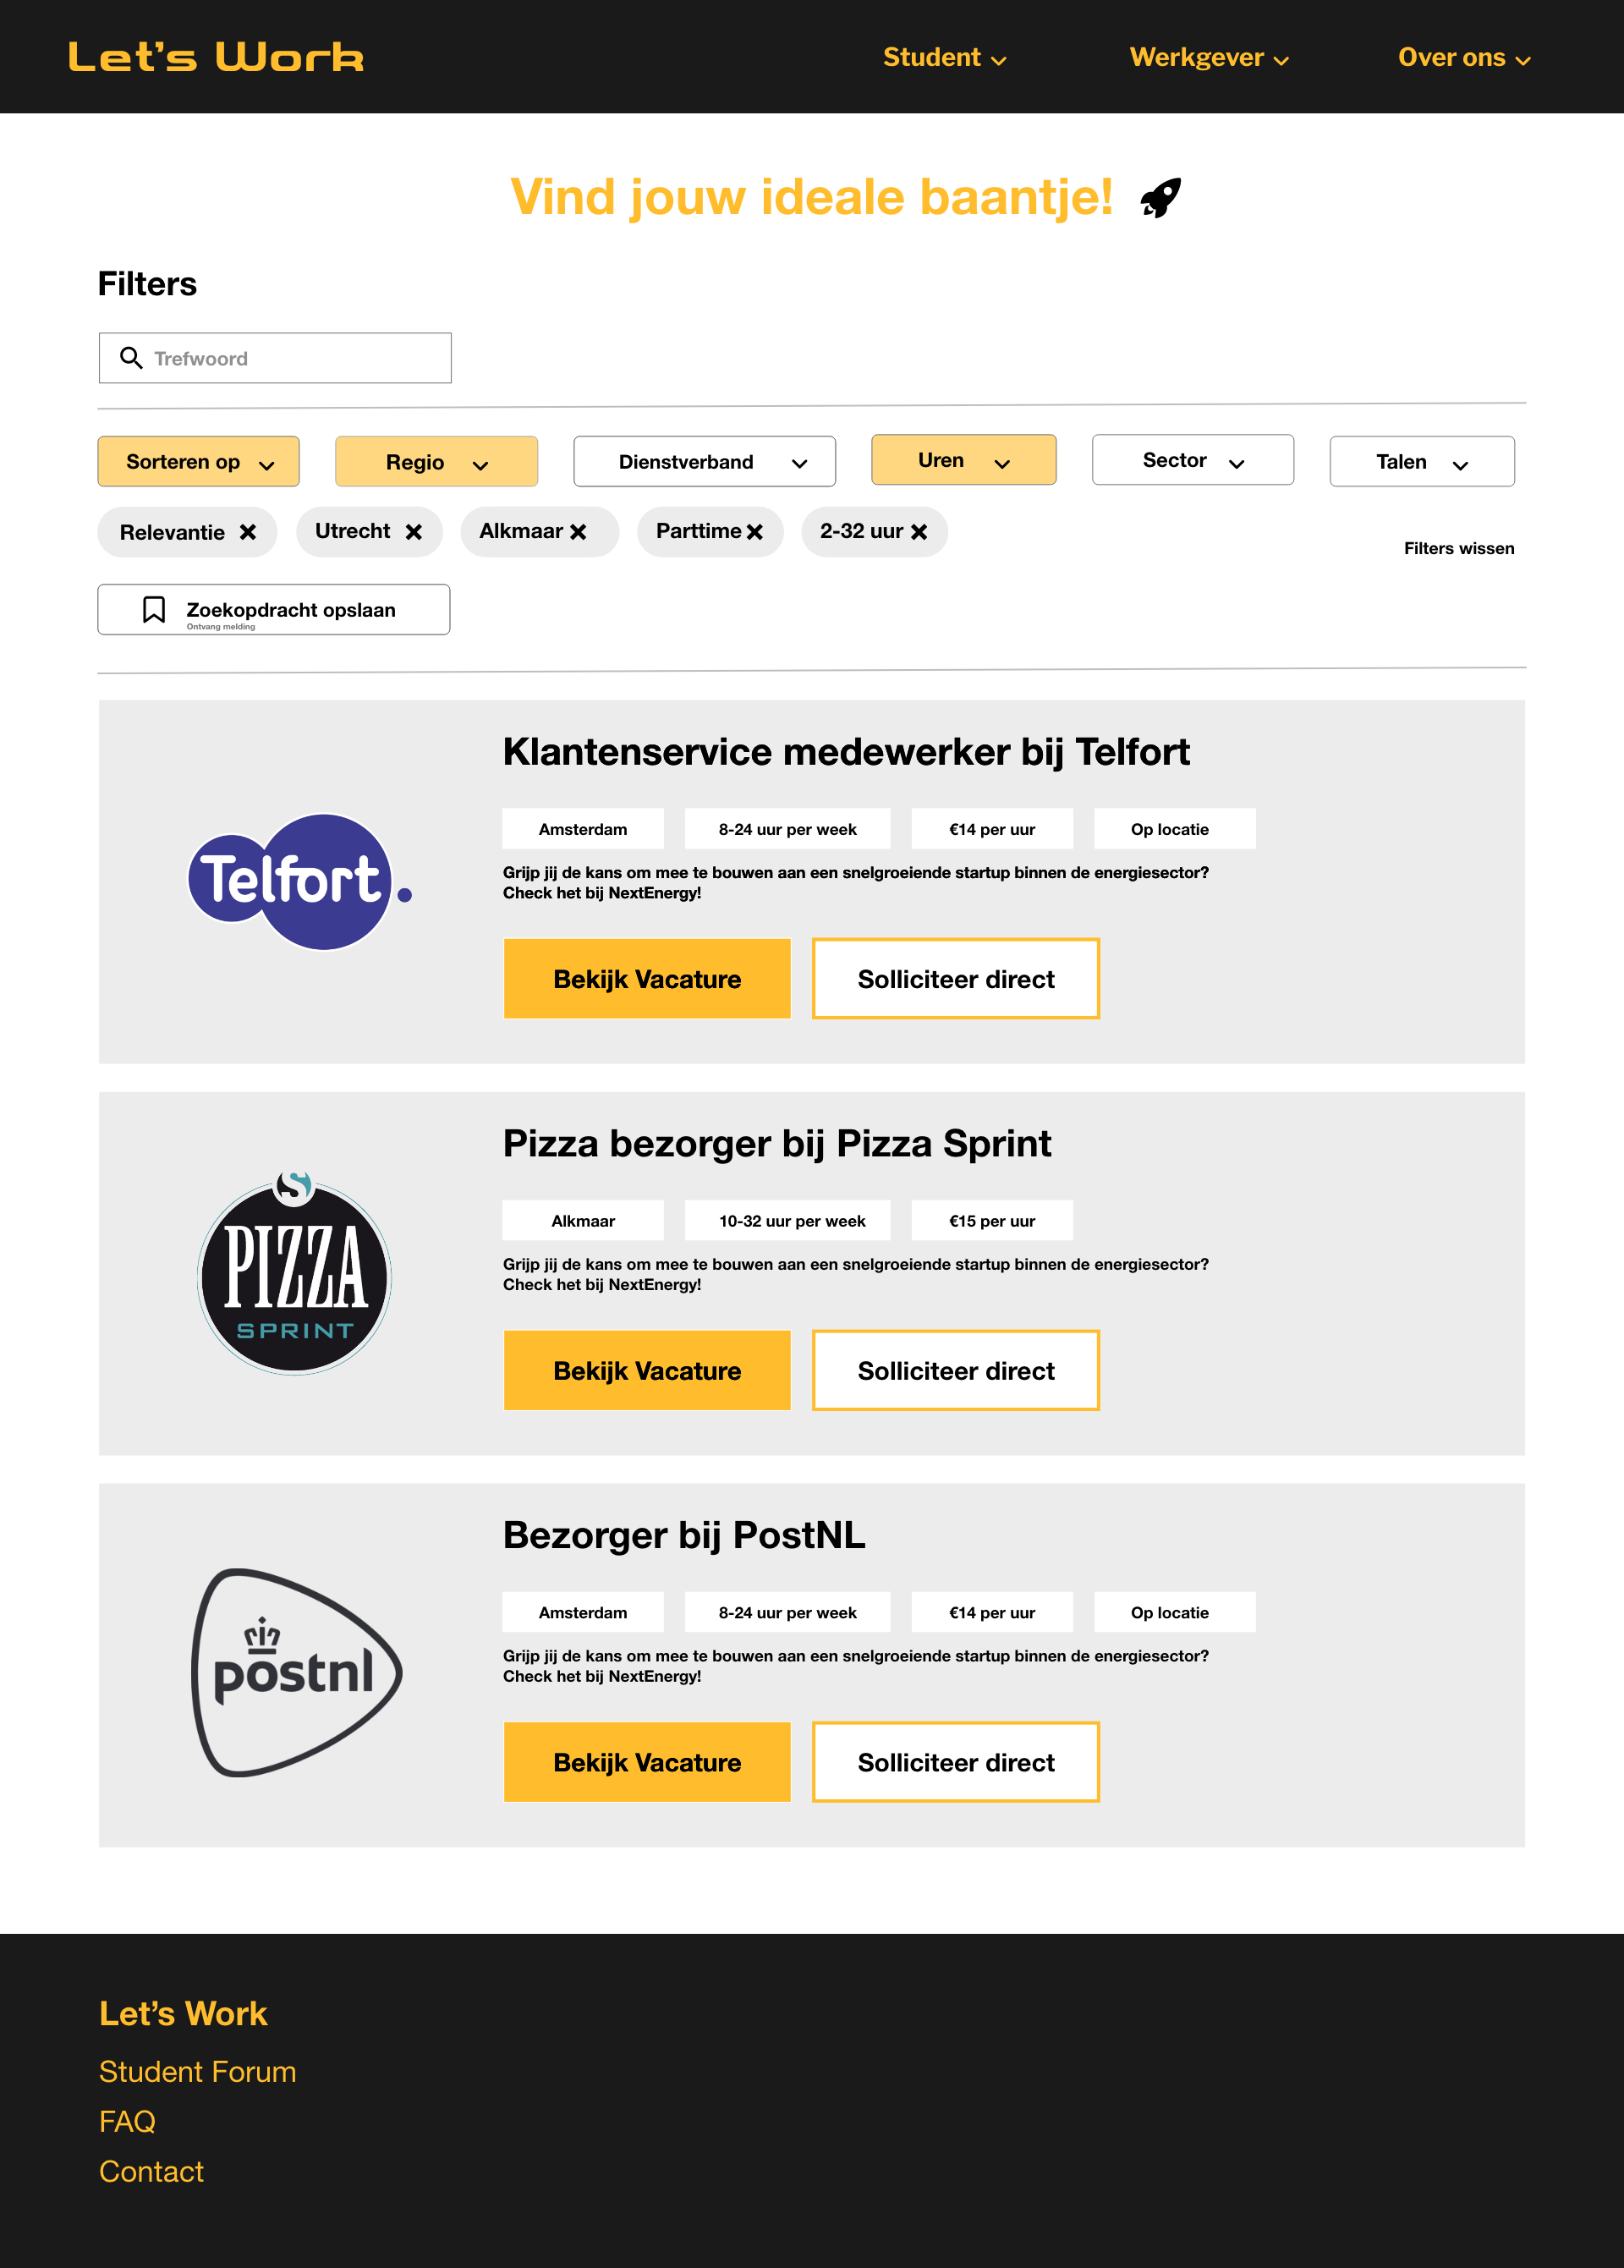 Let's Work
Student
Werkgever
Over ons
Vind jouw ideale baantje!
Filters
Trefwoord
Sorteren op
Regio
Dienstverband
Uren
Sector
Talen
Relevantie
Utrecht
Alkmaar
Parttime
2-32 uur
Filters wissen
Zoekopdracht opslaan
Ontvang melding
Telfort.
Klantenservice medewerker bij Telfort
Amsterdam
8-24 uur per week
€14 per uur
Op locatie
Grijp jij de kans om mee te bouwen aan een snelgroeiende startup binnen de energiesector?
Check het bij NextEnergy!
Bekijk Vacature
Solliciteer direct
S
PIZZA
SPRINT
Pizza bezorger bij Pizza Sprint
Alkmaar
10-32 uur per week
€15 per uur
Grijp jij de kans om mee te bouwen aan een snelgroeiende startup binnen de energiesector?
Check het bij NextEnergy!
Bekijk Vacature
Solliciteer direct
postnl
Bezorger bij PostNL
Amsterdam
8-24 uur per week
€14 per uur
Op locatie
Grijp jij de kans om mee te bouwen aan een snelgroeiende startup binnen de energiesector?
Check het bij NextEnergy!
Bekijk Vacature
Solliciteer direct
Let's Work
Student Forum
FAQ
Contact